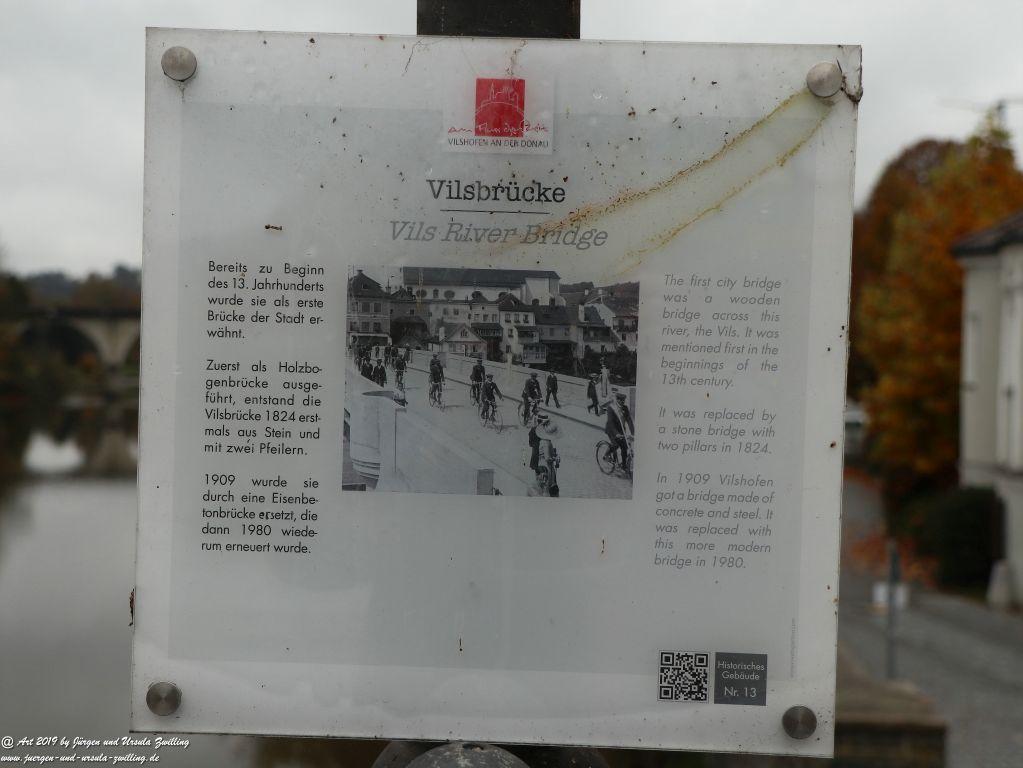 VILSHOFEN AN DER DONAU
Vilsbrücke
Vils River Bridge
Bereits zu Beginn
des 13. Jahrhunderts
wurde sie als erste
Brücke der Stadt er-
wähnt.
Zuerst als Holzbo-
genbrücke ausge-
führt, entstand die
Vilsbrücke 1824 erst-
mals aus Stein und
mit zwei Pfeilern.
1909 wurde sie
durch eine Eisenbe-
tonbrücke ersetzt, die
dann 1980 wiede-
rum erneuert wurde.
The first city bridge
was a wooden
bridge across this
river, the Vils. It was
mentioned first in the
beginnings of the
13th century.
It was replaced by
a stone bridge with
two pillars in 1824.
In 1909 Vilshofen
got a bridge made of
concrete and steel. It
was replaced with
this more modern
bridge in 1980.
Historisches
Gebäude
Nr. 13
@ Art 2019 by Jürgen und Ursula Zwilling
www.juergen-und-ursula-zwilling.de